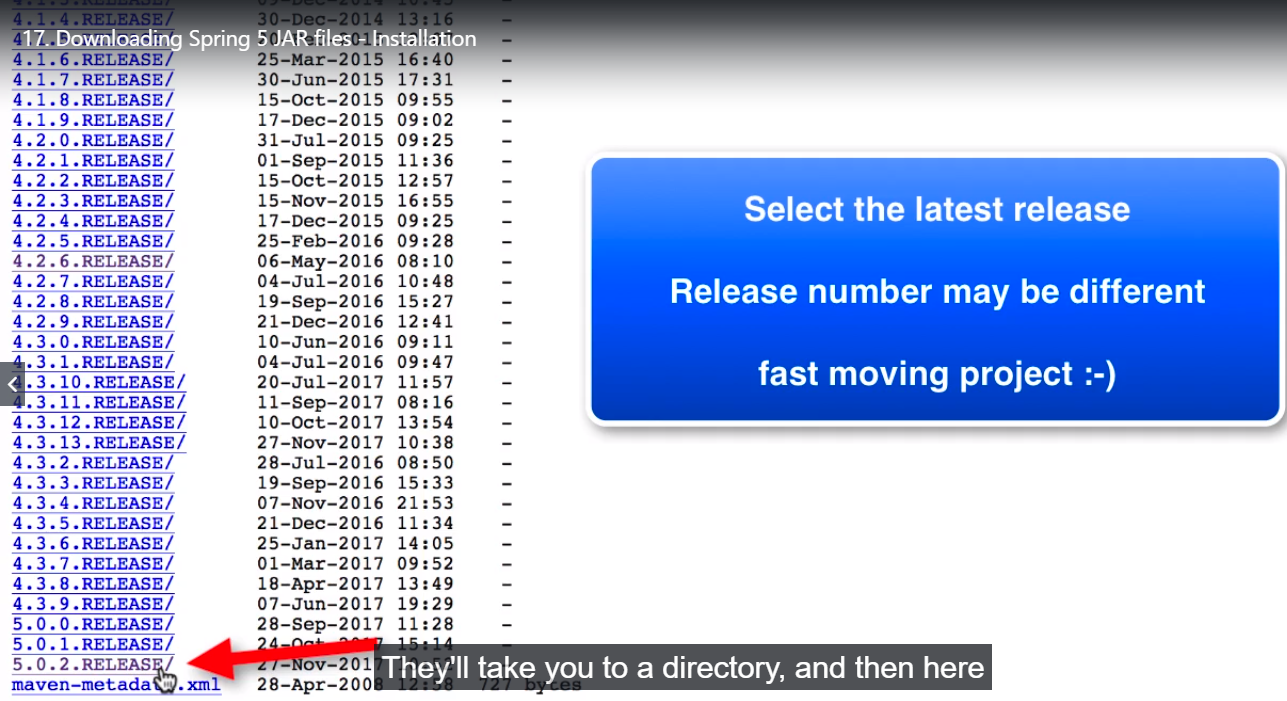 4.1.4.RELEASE/ 30-Dec-2014 13:16 -
17. Downloading Spring 5 JAR files - Installation
4.1.6.RELEASE/ 25-Mar-2015 16:40 -
4.1.7.RELEASE/ 30-Jun-2015 17:31 -
4.1.8.RELEASE/ 15-Oct-2015 09:55 -
4.1.9.RELEASE/ 17-Dec-2015 09:02 -
4.2.0.RELEASE/ 31-Jul-2015 09:25 -
4.2.1.RELEASE/ 01-Sep-2015 11:36 -
4.2.2.RELEASE/ 15-Oct-2015 12:57 -
4.2.3.RELEASE/ 15-Nov-2015 16:55 -
4.2.4.RELEASE/ 17-Dec-2015 09:25 -
4.2.5.RELEASE/ 25-Feb-2016 09:28 -
4.2.6.RELEASE/ 06-May-2016 08:10 -
4.2.7.RELEASE/ 04-Jul-2016 10:48 -
4.2.8.RELEASE/ 19-Sep-2016 15:27 -
4.2.9.RELEASE/ 21-Dec-2016 12:41 -
4.3.0.RELEASE/ 10-Jun-2016 09:11 -
4.3.1.RELEASE/ 04-Jul-2016 09:47 -
4.3.10.RELEASE/ 20-Jul-2017 11:57 -
4.3.11.RELEASE/ 11-Sep-2017 08:16 -
4.3.12.RELEASE/ 10-Oct-2017 13:54 -
4.3.13.RELEASE/ 27-Nov-2017 10:38 -
4.3.2.RELEASE/ 28-Jul-2016 08:50 -
4.3.3.RELEASE/ 19-Sep-2016 15:33 -
4.3.4.RELEASE/ 07-Nov-2016 21:53 -
4.3.5.RELEASE/ 21-Dec-2016 11:34 -
4.3.6.RELEASE/ 25-Jan-2017 14:05 -
4.3.7.RELEASE/ 01-Mar-2017 09:52 -
4.3.8.RELEASE/ 18-Apr-2017 13:49 -
4.3.9.RELEASE/ 07-Jun-2017 19:29 -
5.0.0.RELEASE/ 28-Sep-2017 11:28 -
5.0.1.RELEASE/ 24-Oct-2017 15:14 -
5.0.2.RELEASE/ 27-Nov-2017
maven-metadata.xml 28-Apr-2008 12:58 727 bytes
Select the latest release
Release number may be different
fast moving project :-)
They'll take you to a directory, and then here